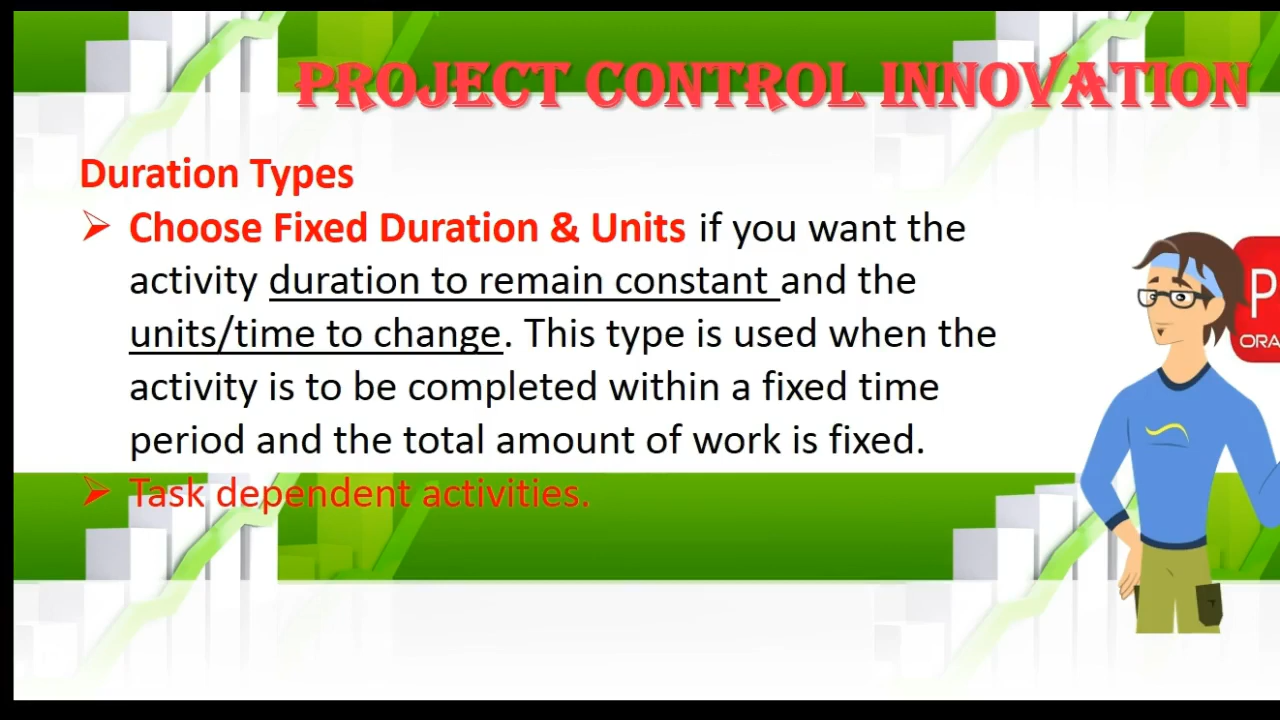 PROJECT CONTROL INNOVATION
Duration Types
➢ Choose Fixed Duration & Units if you want the
activity duration to remain constant and the
units/time to change. This type is used when the
activity is to be completed within a fixed time
period and the total amount of work is fixed.
➢ Task dependent activities.
P
ORA